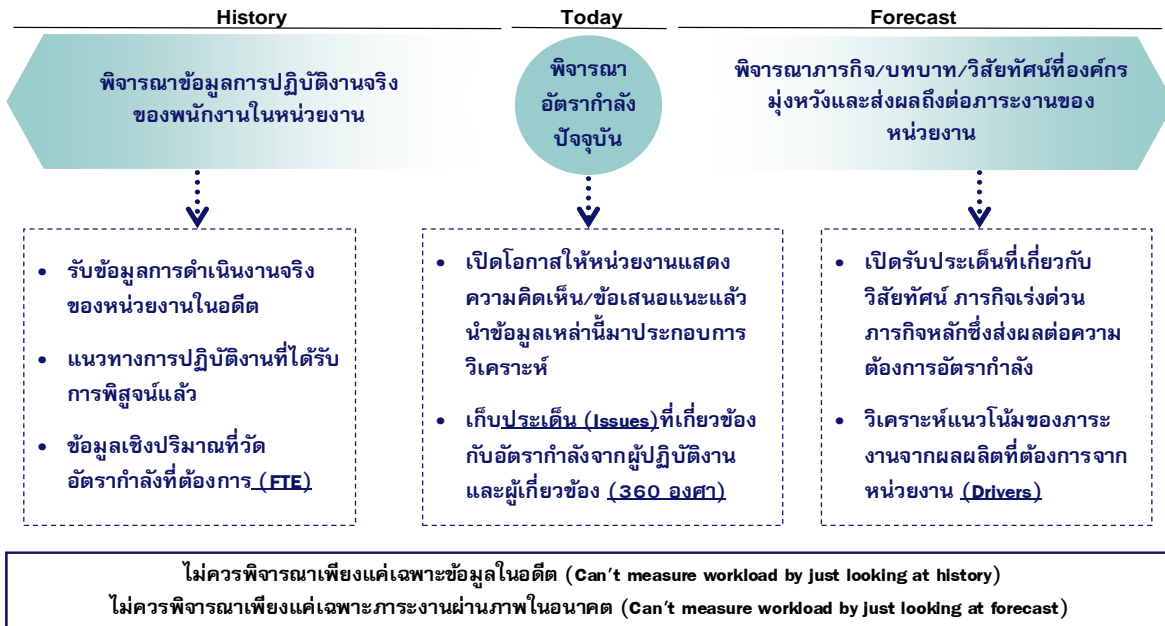 History
Today
Forecast
พิจารณาข้อมูลการปฏิบัติงานจริง
ของพนักงานในหน่วยงาน
พิจารณา
อัตรากำลัง
ปัจจุบัน
พิจารณาภารกิจ/บทบาท/วิสัยทัศน์ที่องค์กร
มุ่งหวังและส่งผลถึงต่อภาระงานของ
หน่วยงาน
• รับข้อมูลการดำเนินงานจริง
ของหน่วยงานในอดีต
• แนวทางการปฏิบัติงานที่ได้รับ
การพิสูจน์แล้ว
• ข้อมูลเชิงปริมาณที่วัด
อัตรากำลังที่ต้องการ (FTE)
• เปิดโอกาสให้หน่วยงานแสดง
ความคิดเห็น/ข้อเสนอแนะแล้ว
นำข้อมูลเหล่านี้มาประกอบการ
วิเคราะห์
• เก็บประเด็น (Issues)ที่เกี่ยวข้อง
กับอัตรากำลังจากผู้ปฏิบัติงาน
และผู้เกี่ยวข้อง (360 องศา)
• เปิดรับประเด็นที่เกี่ยวกับ
วิสัยทัศน์ ภารกิจเร่งด่วน
ภารกิจหลักซึ่งส่งผลต่อความ
ต้องการอัตรากำลัง
• วิเคราะห์แนวโน้มของภาระ
งานจากผลผลิตที่ต้องการจาก
หน่วยงาน (Drivers)
ไม่ควรพิจารณาเพียงแค่เฉพาะข้อมูลในอดีต (Can't measure workload by just looking at history)
ไม่ควรพิจารณาเพียงแค่เฉพาะภาระงานผ่านภาพในอนาคต (Can't measure workload by just looking at forecast)